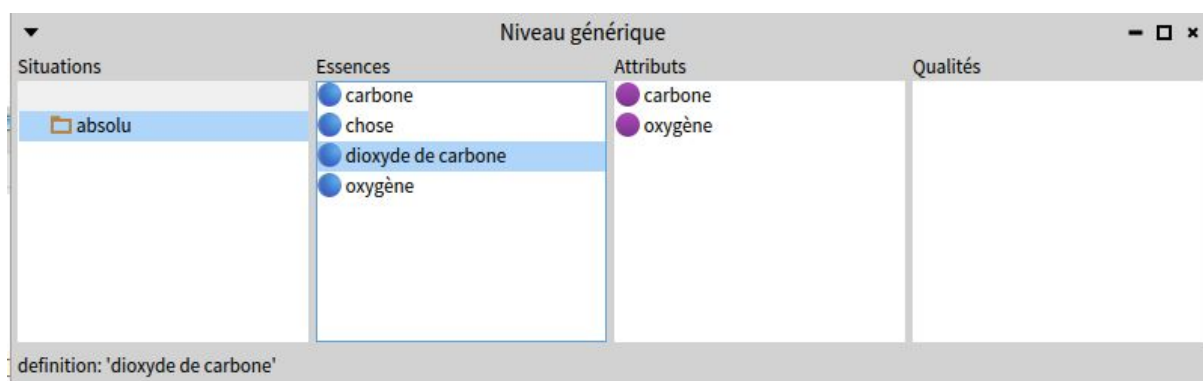 Niveau générique
Situations
Essences
Attributs
Qualités
absolu
carbone
chose
dioxyde de carbone
oxygène
carbone
oxygène
definition: 'dioxyde de carbone'